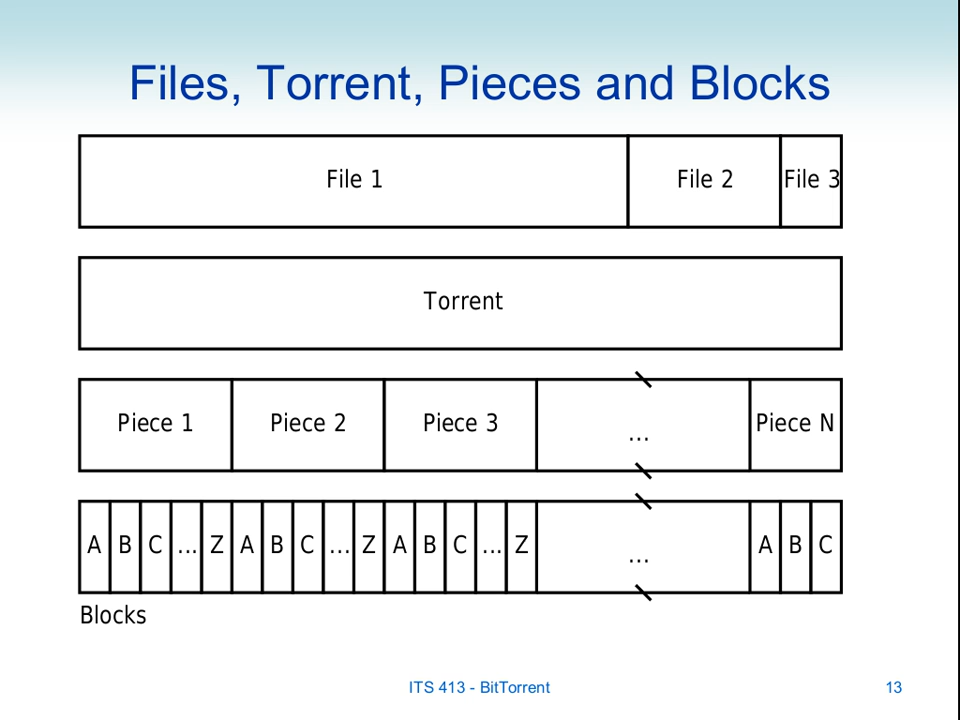 Files, Torrent, Pieces and Blocks
File 1 File 2 File 3
Torrent
Piece 1 Piece 2 Piece 3 ... Piece N
A B C ... Z A B C ... Z A B C ... Z ... A B C
Blocks
ITS 413 - BitTorrent 13